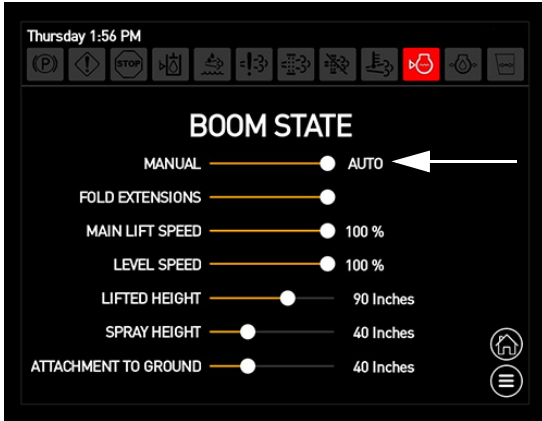 Thursday 1:56 PM
(P) STOP
BOOM STATE
MANUAL AUTO
FOLD EXTENSIONS
MAIN LIFT SPEED 100 %
LEVEL SPEED 100 %
LIFTED HEIGHT 90 Inches
SPRAY HEIGHT 40 Inches
ATTACHMENT TO GROUND 40 Inches